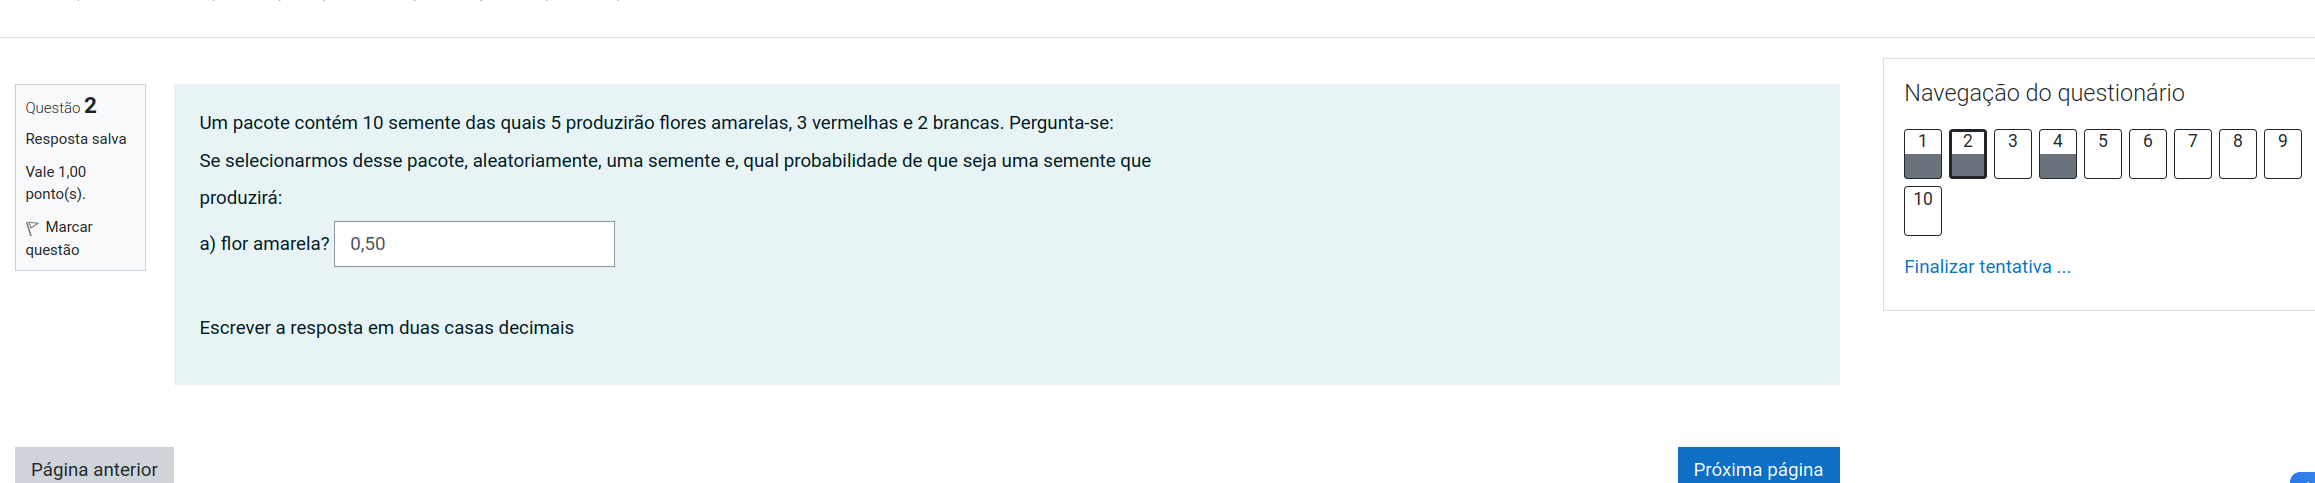 Questão 2
Resposta salva
Vale 1,00
ponto(s).
Marcar
questão
Um pacote contém 10 semente das quais 5 produzirão flores amarelas, 3 vermelhas e 2 brancas. Pergunta-se:
Se selecionarmos desse pacote, aleatoriamente, uma semente e, qual probabilidade de que seja uma semente que
produzirá:
a) flor amarela? 0,50
Escrever a resposta em duas casas decimais
Página anterior
Próxima página
Navegação do questionário
1 2 3 4 5 6 7 8 9
10
Finalizar tentativa ...